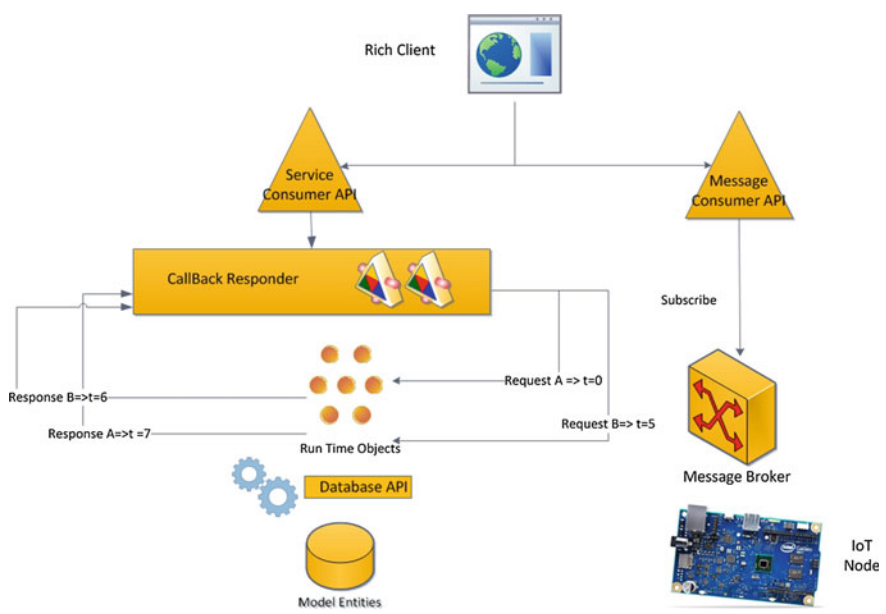 Rich Client
Service
Consumer API
Message
Consumer API
CallBack Responder
Subscribe
Request A => t=0
Response B=>t=6
Request B=> t=5
Response A=>t =7
Run Time Objects
Message Broker
Database API
IoT
Node
Model Entities